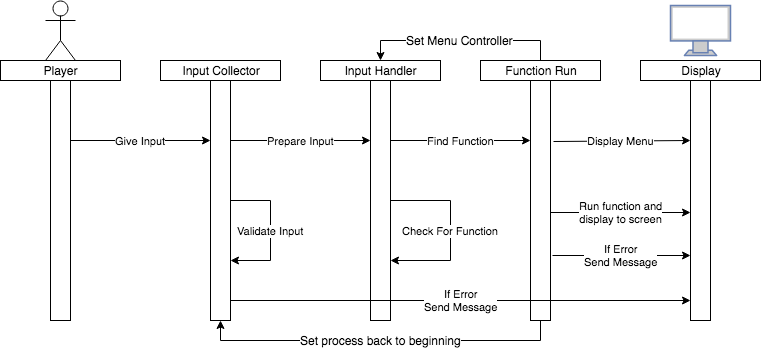 Set Menu Controller
Player
Input Collector
Input Handler
Function Run
Display
Give Input
Prepare Input
Find Function
Display Menu
Run function and
display to screen
Validate Input
Check For Function
If Error
Send Message
If Error
Send Message
Set process back to beginning